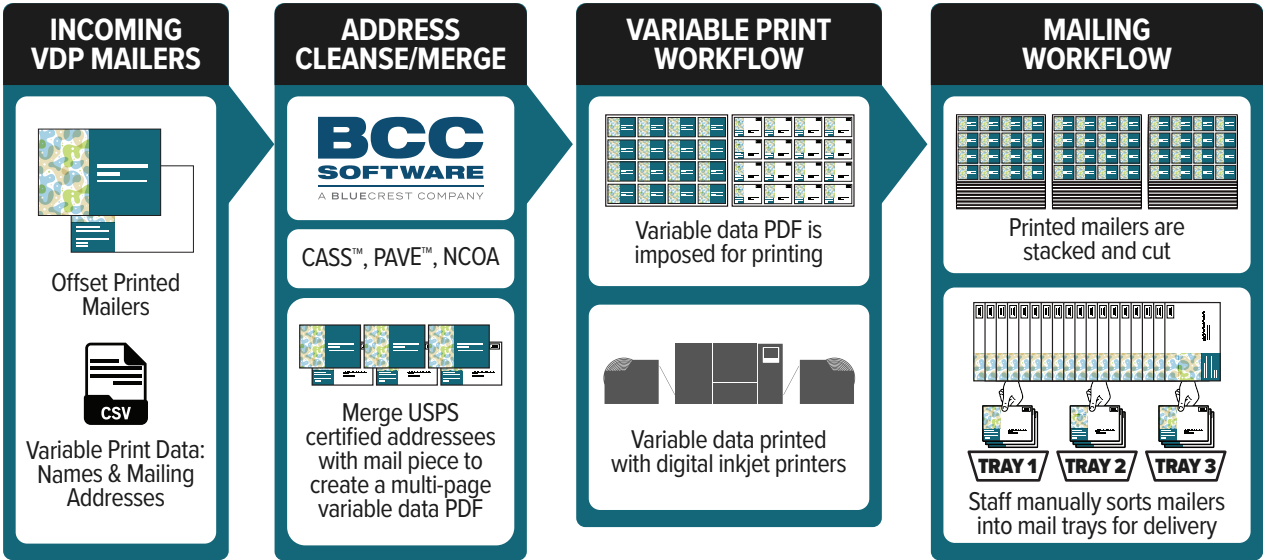 INCOMING
VDP MAILERS
Offset Printed
Mailers
CSV
Variable Print Data:
Names & Mailing
Addresses
ADDRESS
CLEANSE/MERGE
BCC
SOFTWARE
A BLUECREST COMPANY
CASS™, PAVE™, NCOA
Merge USPS
certified addressees
with mail piece to
create a multi-page
variable data PDF
VARIABLE PRINT
WORKFLOW
Variable data PDF is
imposed for printing
Variable data printed
with digital inkjet printers
MAILING
WORKFLOW
Printed mailers are
stacked and cut
TRAY 1
TRAY 2
TRAY 3
Staff manually sorts mailers
into mail trays for delivery